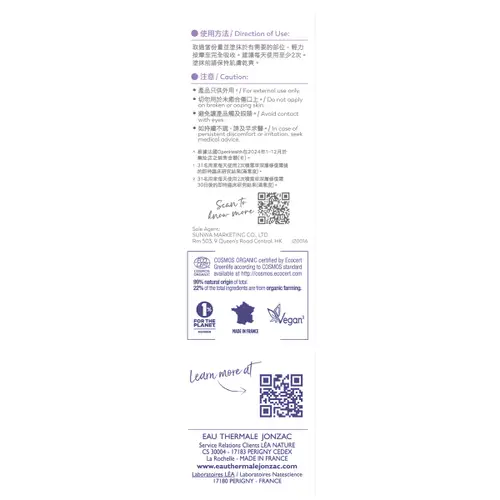 使用方法 / Direction of Use:
取適當份量並塗抹於有需要的部位，輕力
按摩至完全吸收。建議每天使用至少2次。
塗抹前請保持肌膚乾爽。
注意 / Caution:
• 產品只供外用。/ For external use only.
• 切勿用於未癒合傷口上。/ Do not apply
on broken or oozing skin.
• 避免讓產品觸及眼睛。/ Avoid contact
with eyes.
• 如持續不適，請及早求醫。/ In case of
persistent discomfort or irritation, seek
medical advice.
Scan to
know more
Sole Agent:
SUNWA MARKETING CO., LTD.
Rm 503, 9 Queen's Road Central, HK
ECO
CERT
COSMOS
ORGANIC
COSMOS ORGANIC certified by Ecocert
Greenlife according to COSMOS standard
available at http://cosmos.ecocert.com
99% natural origin of total.
22% of the total ingredients are from organic farming.
1%
FOR THE
PLANET
MADE IN FRANCE
Vegan
Learn more at
EAU THERMALE JONZAC
Service Relations Clients LÉA NATURE
CS 30004 - 17183 PERIGNY CEDEX
La Rochelle - MADE IN FRANCE
www.eauthermalejonzac.com
Laboratoires LÉA / Laboratoires Natescience
17180 PERIGNY - FRANCE